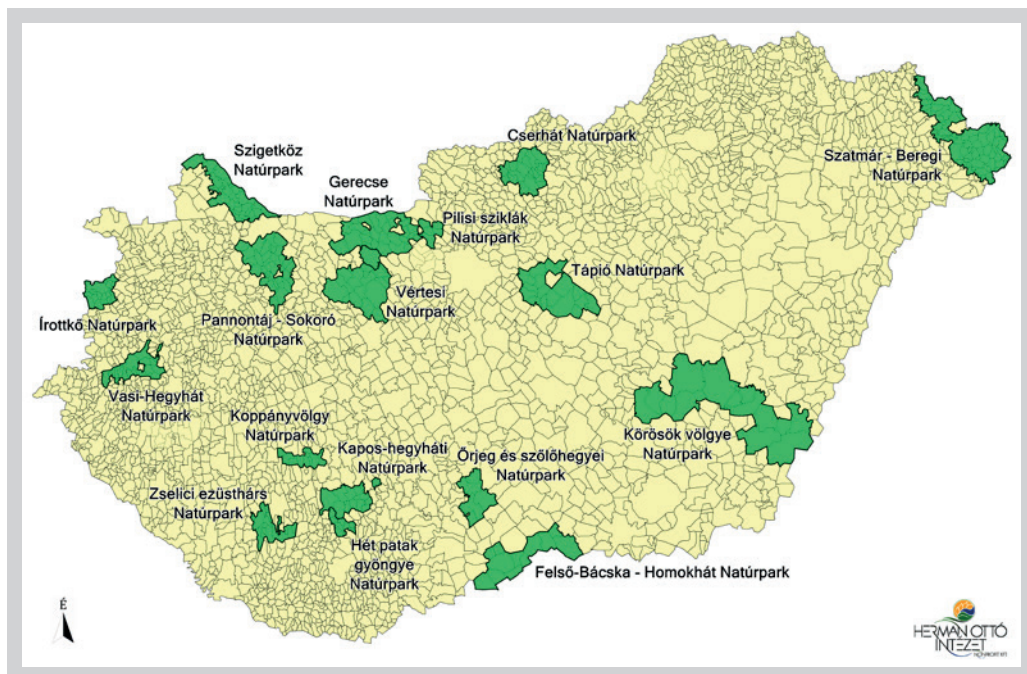 Cserhát Natúrpark
Szigetköz
Natúrpark
Szatmár - Beregi
Natúrpark
Gerecse
Natúrpark
Pilisi sziklák
Natúrpark
Tápió Natúrpark
Vértesi
Natúrpark
Írottkő Natúrpark
Pannontáj - Sokoró
Natúrpark
Vasi-Hegyhát
Natúrpark
Koppányvölgy
Natúrpark
Kapos-hegyháti
Natúrpark
Őrjeg és szőlőhegyei
Natúrpark
Körösök völgye
Natúrpark
Zselici ezüsthárs
Natúrpark
Hét patak
gyöngye
Natúrpark
Felső-Bácska - Homokhát Natúrpark
É
HERMAN OTTÓ
INTÉZET